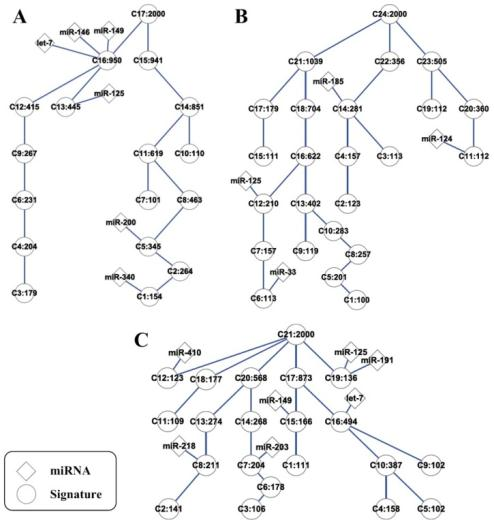 A
C17:2000
miR-146
miR-149
let-7
C16:950
C15:941
miR-125
C12:415
C13:445
C14:851
C9:267
C11:619
C10:110
C6:231
C7:101
C8:463
miR-200
C4:204
C5:345
miR-340
C2:264
C3:179
C1:154
B
C24:2000
C21:1039
C22:356
C23:505
miR-185
C17:179
C18:704
C14:281
C19:112
C20:360
miR-124
C15:111
C16:622
C4:157
C3:113
C11:112
miR-125
C12:210
C13:402
C2:123
C10:283
C7:157
C9:119
C8:257
miR-33
C5:201
C6:113
C1:100
C
C21:2000
miR-410
miR-125
miR-191
C12:123
C18:177
C20:568
C17:873
C19:136
miR-149
let-7
C11:109
C13:274
C14:268
C15:166
C16:494
miR-218
miR-203
C8:211
C7:204
C1:111
C10:387
C9:102
C6:178
C2:141
C3:106
C4:158
C5:102
miRNA
Signature